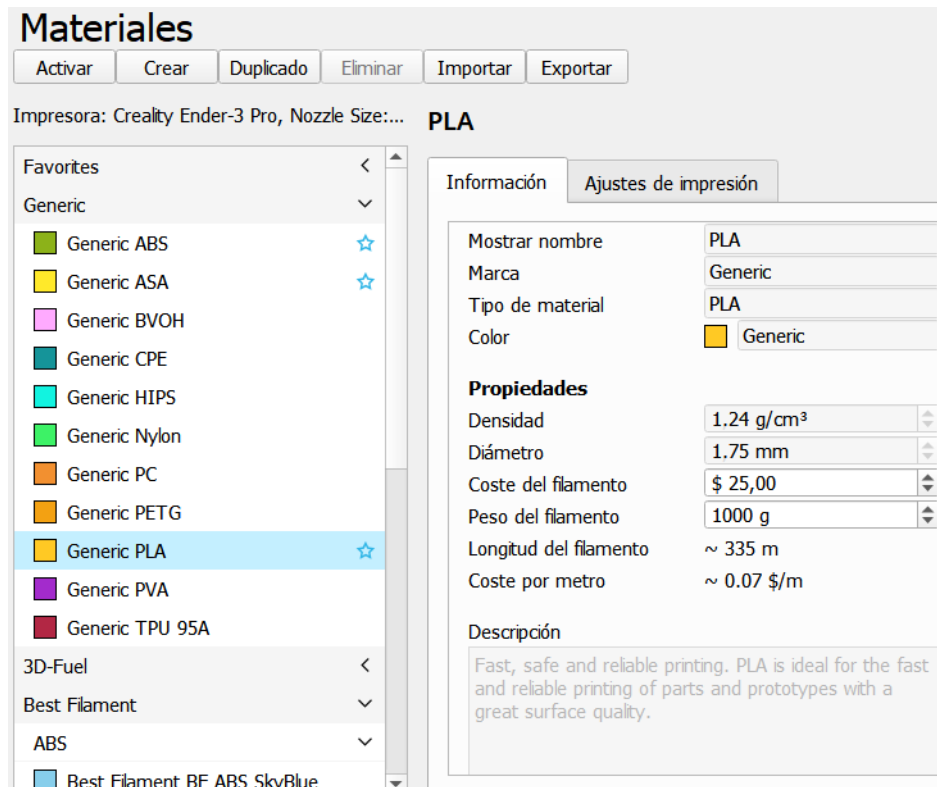 Materiales
Activar Crear Duplicado Eliminar Importar Exportar
Impresora: Creality Ender-3 Pro, Nozzle Size:...
Favorites
Generic
Generic ABS
Generic ASA
Generic BVOH
Generic CPE
Generic HIPS
Generic Nylon
Generic PC
Generic PETG
Generic PLA
Generic PVA
Generic TPU 95A
3D-Fuel
Best Filament
ABS
Best Filament BF ABS SkyBlue
PLA
Información Ajustes de impresión
Mostrar nombre PLA
Marca Generic
Tipo de material PLA
Color Generic
Propiedades
Densidad 1.24 g/cm³
Diámetro 1.75 mm
Coste del filamento $ 25,00
Peso del filamento 1000 g
Longitud del filamento ~ 335 m
Coste por metro ~ 0.07 $/m
Descripción
Fast, safe and reliable printing. PLA is ideal for the fast
and reliable printing of parts and prototypes with a
great surface quality.